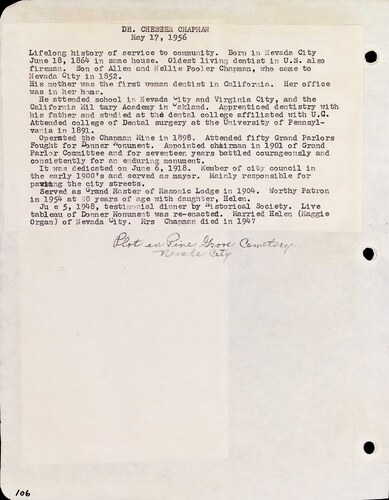 DR. CHESTER CHAPMAN
May 17, 1956
Lifelong history of service to community. Born in Nevada City
June 18, 1864 in same house. Oldest living dentist in U.S. also
fireman. Son of Allen and Nellie Pooler Chapman, who came to
Nevada City in 1852.
His mother was the first woman dentist in California. Her office
was in her home.
He attended school in Nevada City and Virginia City, and the
California Military Academy in Oakland. Apprenticed dentistry with
his father and studied at the dental college affiliated with U.C.
Attended college of Dental surgery at the University of Pennsyl-
vania in 1891.
Operated the Chapman Mine in 1898. Attended fifty Grand Parlors
Fought for Donner Monument. Appointed chairman in 1901 of Grand
Parlor Committee and for seventeen years battled courageously and
consistently for an enduring monument.
It was dedicated on June 6, 1918. Member of city council in
the early 1900's and served as mayor. Mainly responsible for
paving the city streets.
Served as Grand Master of Masonic Lodge in 1904. Worthy Patron
in 1954 at 90 years of age with daughter, Helen.
Ju e 5, 1948, testimonial dinner by Historical Society. Live
tableau of Donner Monument was re-enacted. Married Helen (Maggie
Organ) of Nevada City. Mrs Chapman died in 1947
Plot in Pine Grove Cemetery
Nevada City
106